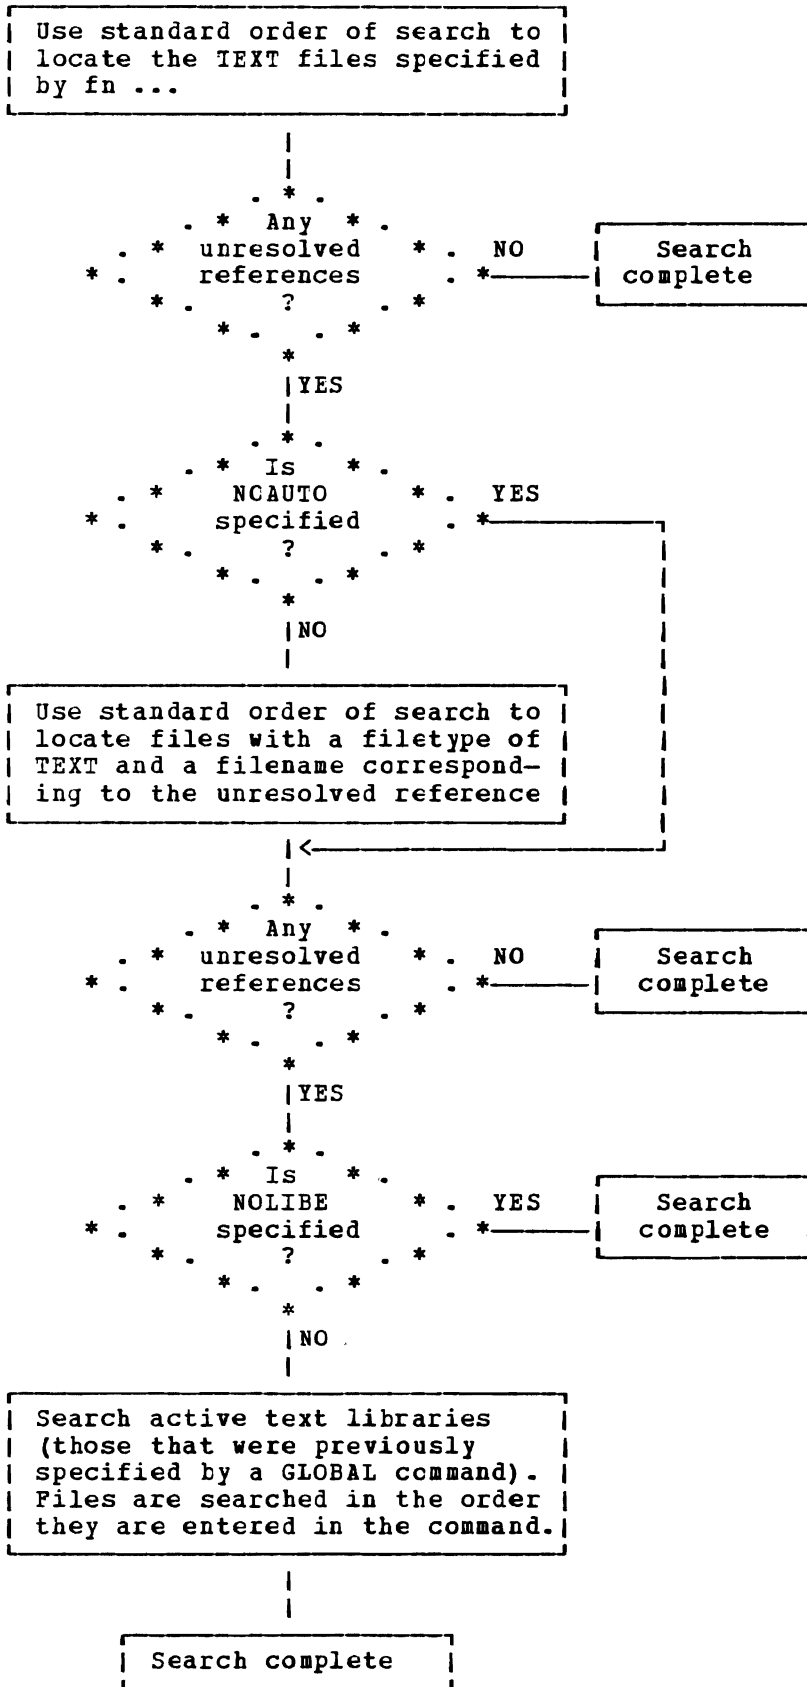 Use standard order of search to
locate the TEXT files specified
by fn ...
Any
unresolved
references
?
NO
Search
complete
YES
Is
NCAUTO
specified
?
YES
NO
Use standard order of search to
locate files with a filetype of
TEXT and a filename correspond-
ing to the unresolved reference
Any
unresolved
references
?
NO
Search
complete
YES
Is
NOLIBE
specified
?
YES
Search
complete
NO
Search active text libraries
(those that were previously
specified by a GLOBAL command).
Files are searched in the order
they are entered in the command.
Search complete